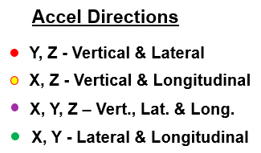 Accel Directions
Y, Z - Vertical & Lateral
X, Z - Vertical & Longitudinal
X, Y, Z – Vert., Lat. & Long.
X, Y - Lateral & Longitudinal